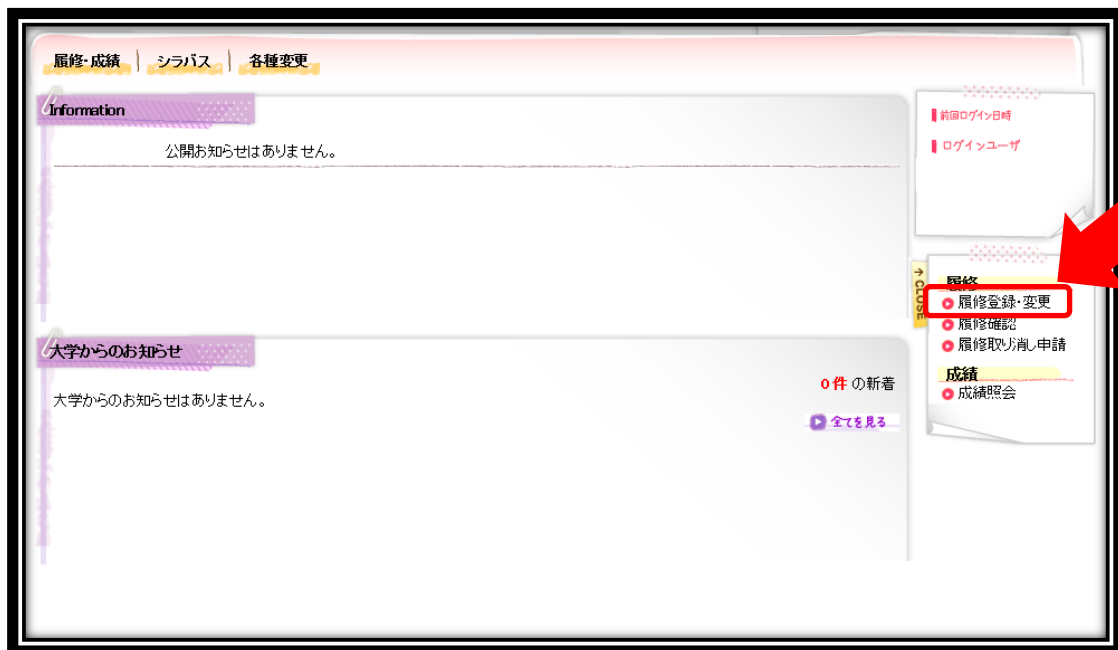 履修・成績 シラバス 各種変更
Information
公開お知らせはありません。
前回ログイン日時
ログインユーザ
↑CLOSE
履修
履修登録・変更
履修確認
履修取り消し申請
成績
成績照会
大学からのお知らせ
0件 の新着
大学からのお知らせはありません。
全てを見る